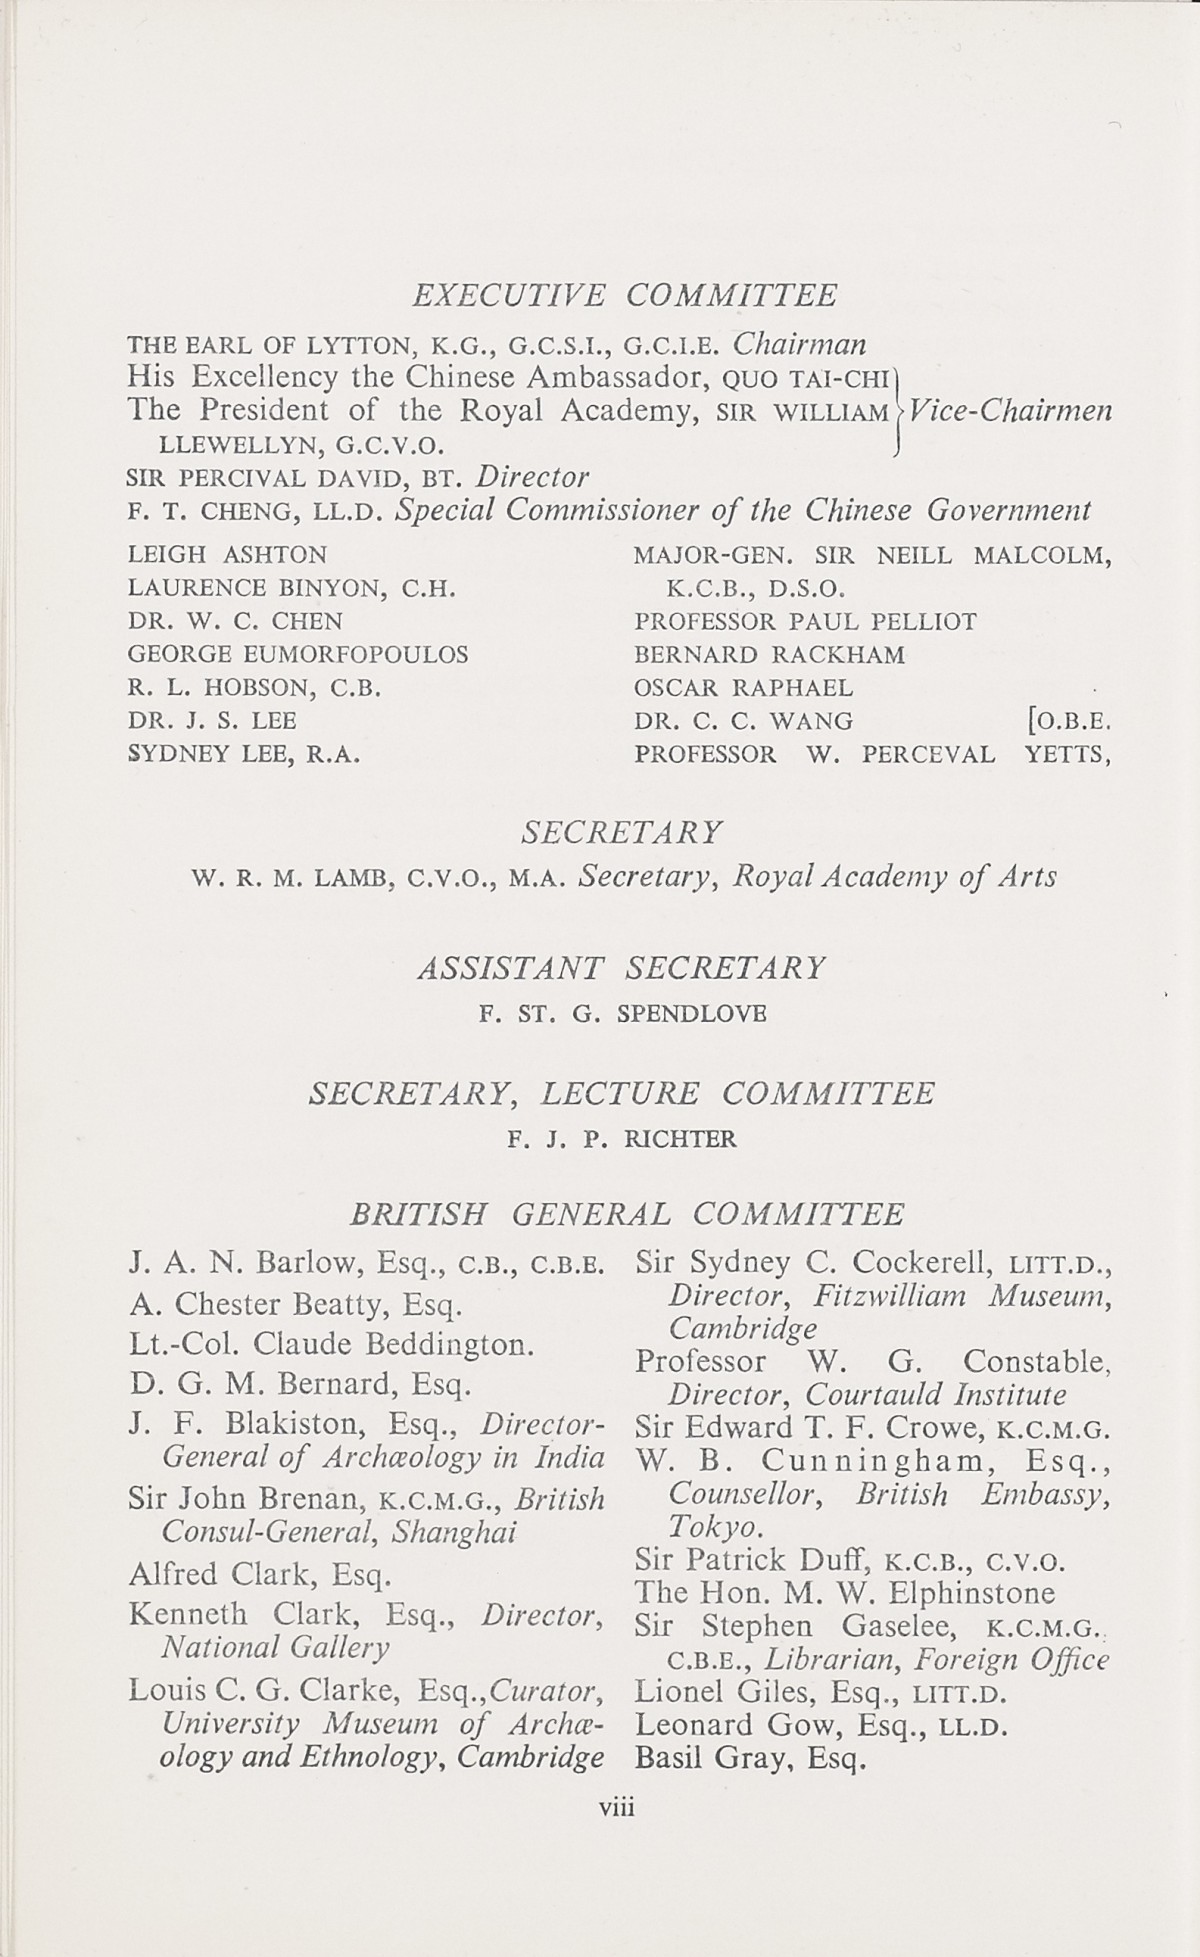 EXECUTIVE COMMITTEE
THE EARL OF LYTTON, K.G., G.C.S.I., G.C.I.E. Chairman
His Excellency the Chinese Ambassador, QUO TAI-CHI
The President of the Royal Academy, SIR WILLIAM
LLEWELLYN, G.C.V.O.
} Vice-Chairmen
SIR PERCIVAL DAVID, BT. Director
F. T. CHENG, LL.D. Special Commissioner of the Chinese Government
LEIGH ASHTON
LAURENCE BINYON, C.H.
DR. W. C. CHEN
GEORGE EUMORFOPOULOS
R. L. HOBSON, C.B.
DR. J. S. LEE
SYDNEY LEE, R.A.
MAJOR-GEN. SIR NEILL MALCOLM,
K.C.B., D.S.O.
PROFESSOR PAUL PELLIOT
BERNARD RACKHAM
OSCAR RAPHAEL
DR. C. C. WANG [O.B.E.
PROFESSOR W. PERCEVAL YETTS,
SECRETARY
W. R. M. LAMB, C.V.O., M.A. Secretary, Royal Academy of Arts
ASSISTANT SECRETARY
F. ST. G. SPENDLOVE
SECRETARY, LECTURE COMMITTEE
F. J. P. RICHTER
BRITISH GENERAL COMMITTEE
J. A. N. Barlow, Esq., C.B., C.B.E.
A. Chester Beatty, Esq.
Lt.-Col. Claude Beddington.
D. G. M. Bernard, Esq.
J. F. Blakiston, Esq., Director-
General of Archæology in India
Sir John Brenan, K.C.M.G., British
Consul-General, Shanghai
Alfred Clark, Esq.
Kenneth Clark, Esq., Director,
National Gallery
Louis C. G. Clarke, Esq., Curator,
University Museum of Archæ-
ology and Ethnology, Cambridge
Sir Sydney C. Cockerell, LITT.D.,
Director, Fitzwilliam Museum,
Cambridge
Professor W. G. Constable,
Director, Courtauld Institute
Sir Edward T. F. Crowe, K.C.M.G.
W. B. Cunningham, Esq.,
Counsellor, British Embassy,
Tokyo.
Sir Patrick Duff, K.C.B., C.V.O.
The Hon. M. W. Elphinstone
Sir Stephen Gaselee, K.C.M.G.,
C.B.E., Librarian, Foreign Office
Lionel Giles, Esq., LITT.D.
Leonard Gow, Esq., LL.D.
Basil Gray, Esq.
viii